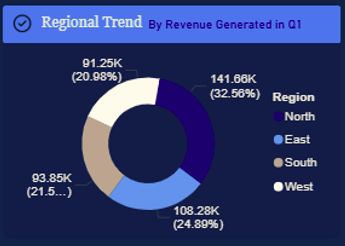 Regional Trend By Revenue Generated in Q1
91.25K
(20.98%)
141.66K
(32.56%)
Region
North
East
South
West
93.85K
(21.5...)
108.28K
(24.89%)